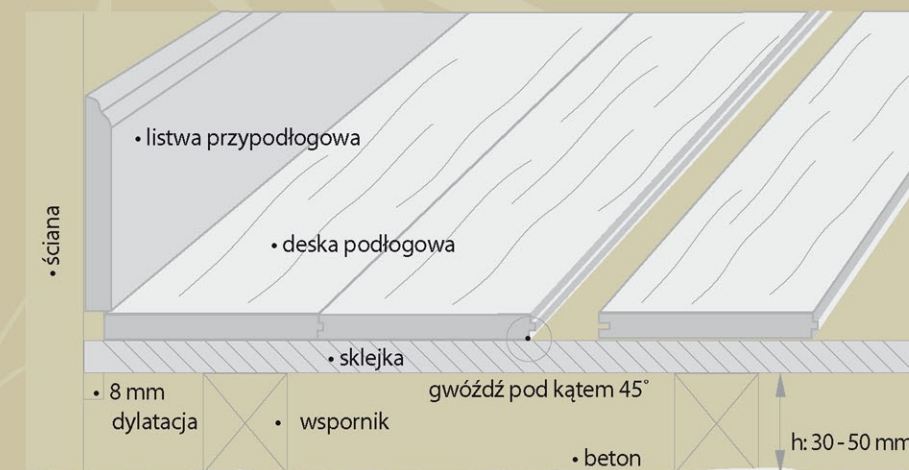 • listwa przypodłogowa
• ściana
• deska podłogowa
• sklejka
• 8 mm
dylatacja
gwóźdź pod kątem 45°
• wspornik
h: 30 - 50 mm
• beton